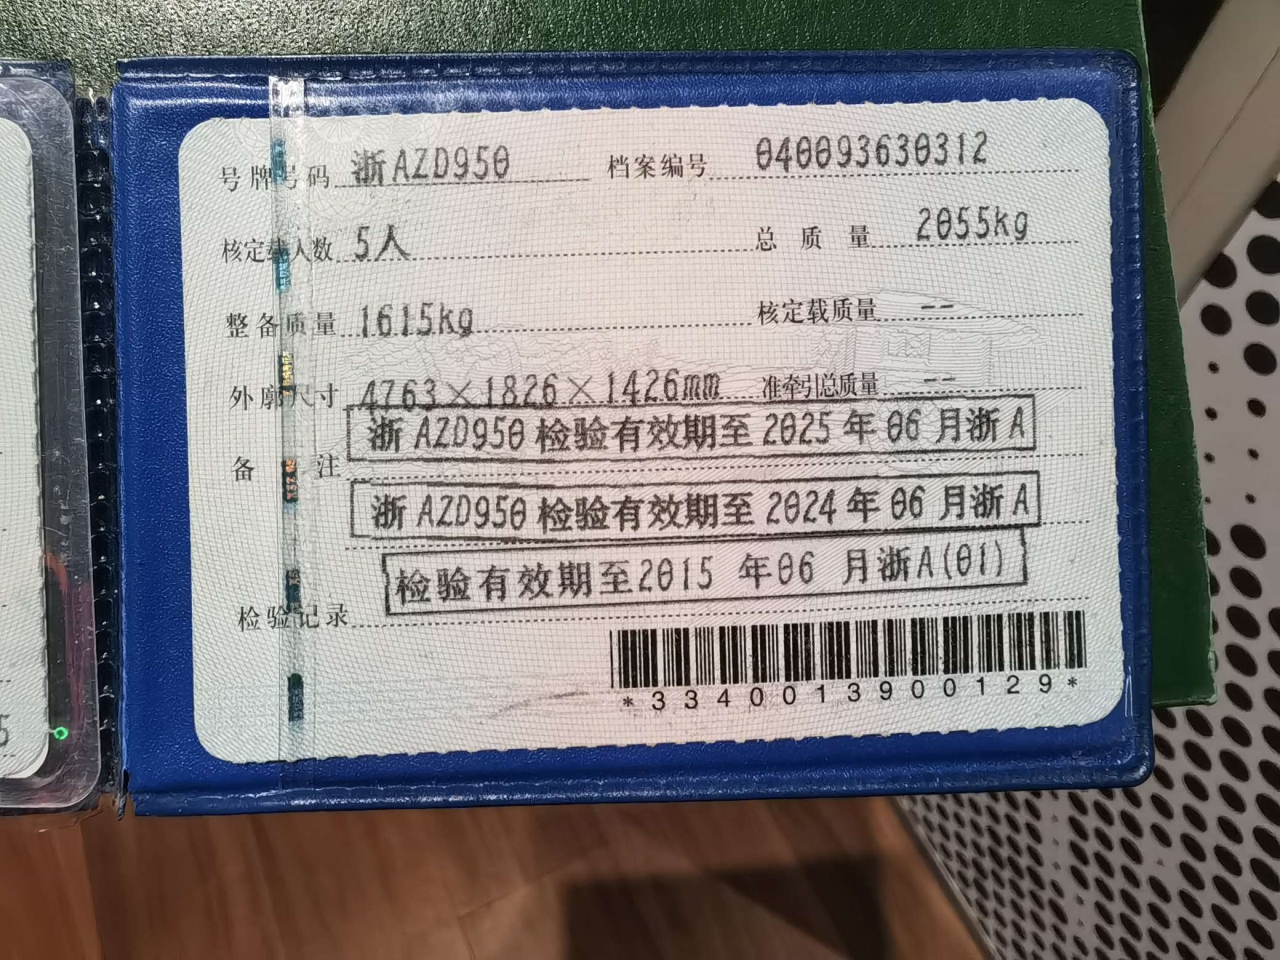 号牌号码 浙AZD950 档案编号 040093630312
核定载人数 5人 总质量 2055kg
整备质量 1615kg 核定载质量 --
外廓尺寸 4763×1826×1426mm 准牵引总质量 --
浙AZD950检验有效期至2025年06月浙A
备注
浙AZD950检验有效期至2024年06月浙A
检验有效期至2015 年06 月浙A(01)
检验记录
*3340013900129*
5